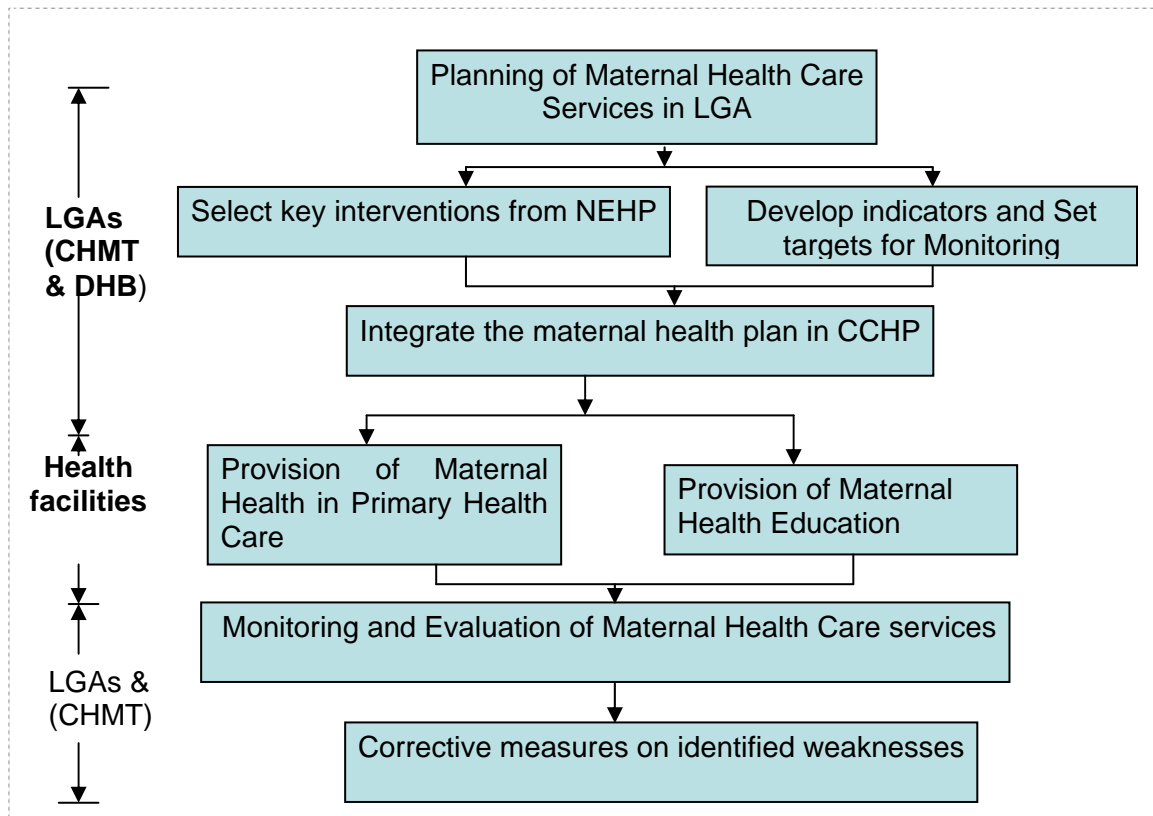 Planning of Maternal Health Care
Services in LGA
LGAs
(CHMT
& DHB)
Select key interventions from NEHP
Develop indicators and Set
targets for Monitoring
Integrate the maternal health plan in CCHP
Health
facilities
Provision of Maternal
Health in Primary Health
Care
Provision of Maternal
Health Education
LGAs &
(CHMT)
Monitoring and Evaluation of Maternal Health Care services
Corrective measures on identified weaknesses